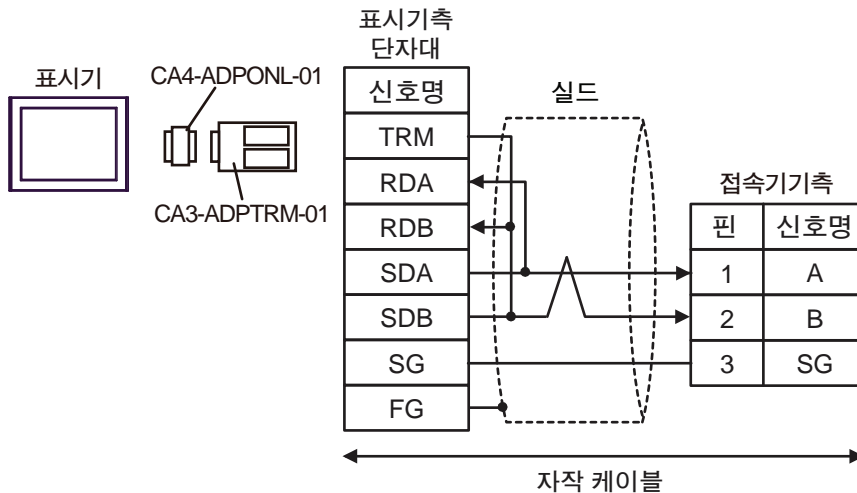 표시기측
단자대
표시기
CA4-ADPONL-01
CA3-ADPTRM-01
신호명
TRM
RDA
RDB
SDA
SDB
SG
FG
실드
접속기기측
핀 신호명
1 A
2 B
3 SG
자작 케이블